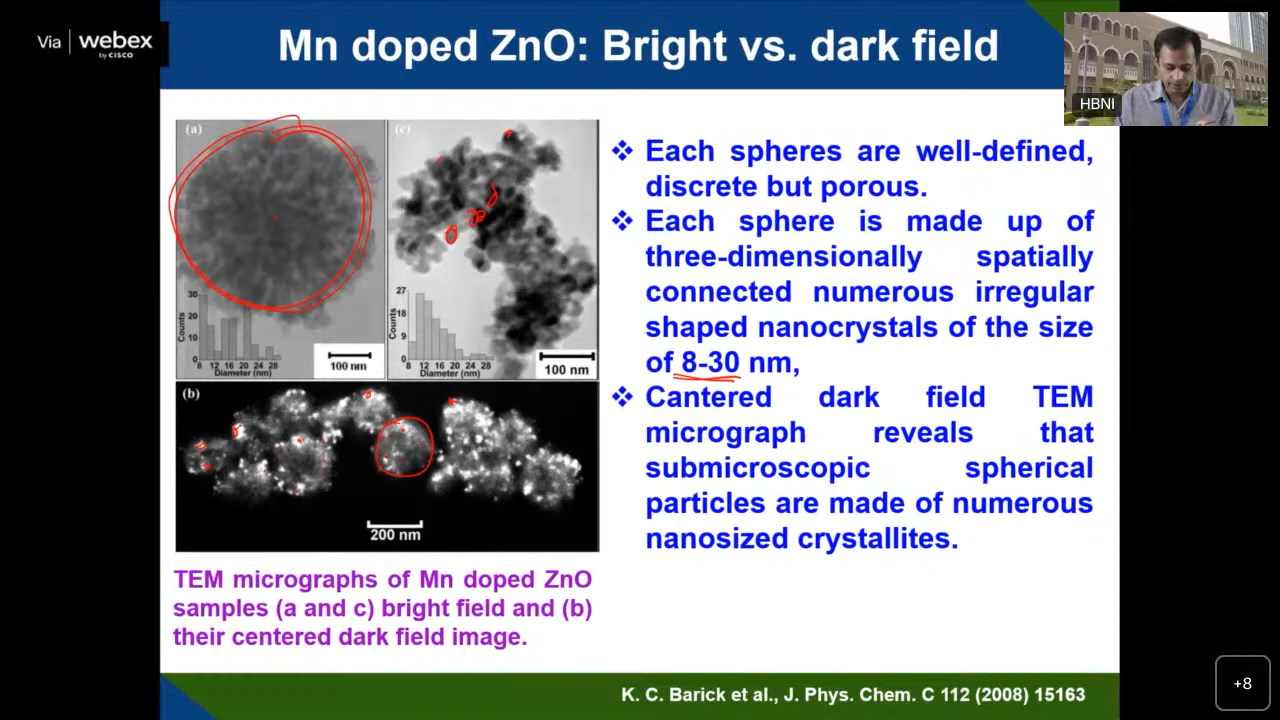 Via webex
by CISCO
Mn doped ZnO: Bright vs. dark field
HBNI
(a)
30
20
10
0
Counts
8 12 16 20 24 28
Diameter (nm)
100 nm
(c)
27
18
9
0
Counts
8 12 16 20 24 28
Diameter (nm)
100 nm
(b)
200 nm
TEM micrographs of Mn doped ZnO
samples (a and c) bright field and (b)
their centered dark field image.
❖ Each spheres are well-defined,
discrete but porous.
❖ Each sphere is made up of
three-dimensionally spatially
connected numerous irregular
shaped nanocrystals of the size
of 8-30 nm,
❖ Cantered dark field TEM
micrograph reveals that
submicroscopic spherical
particles are made of numerous
nanosized crystallites.
K. C. Barick et al., J. Phys. Chem. C 112 (2008) 15163
+8